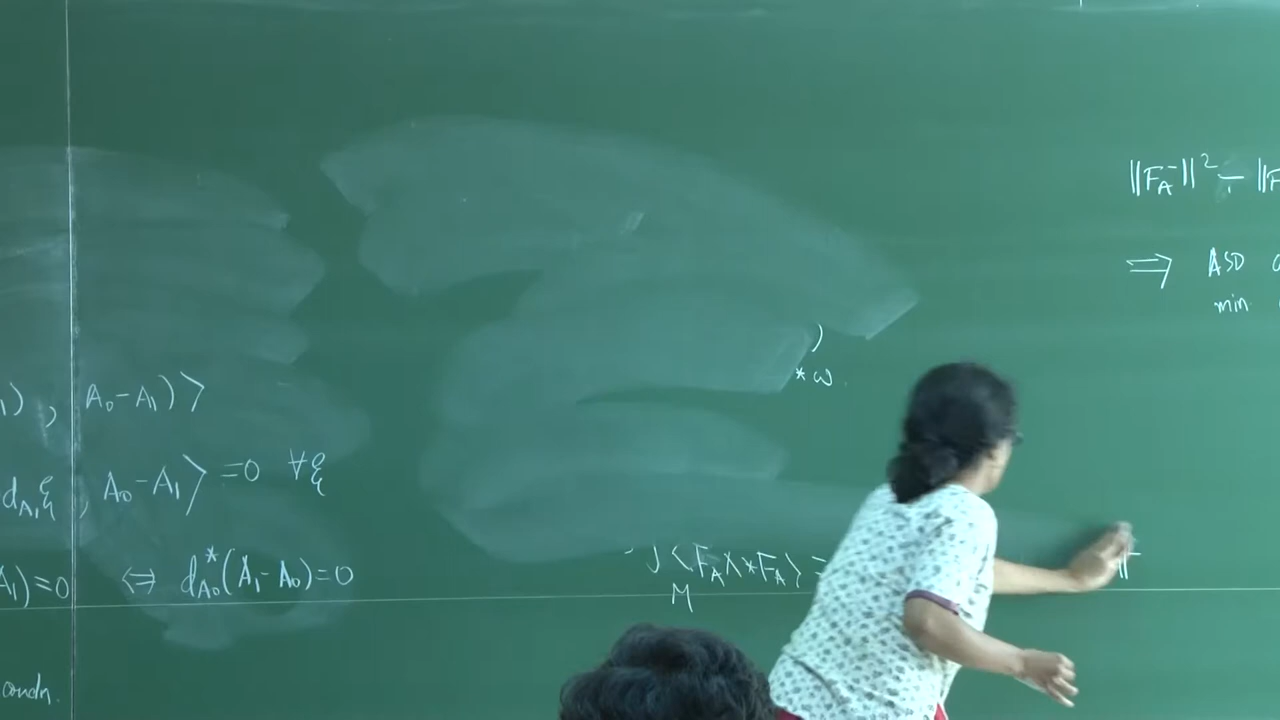 1) , A₀-A₁)⟩
d_{A₁}ξ , A₀-A₁⟩ =0 ∀ξ
A₁)=0 ⟺ d*_{A₀}(A₁-A₀)=0
condn.
)
*ω.
∫⟨F_A ∧ *F_A⟩ =
M
||F_A^-||² - ||F
⟹ ASD
min